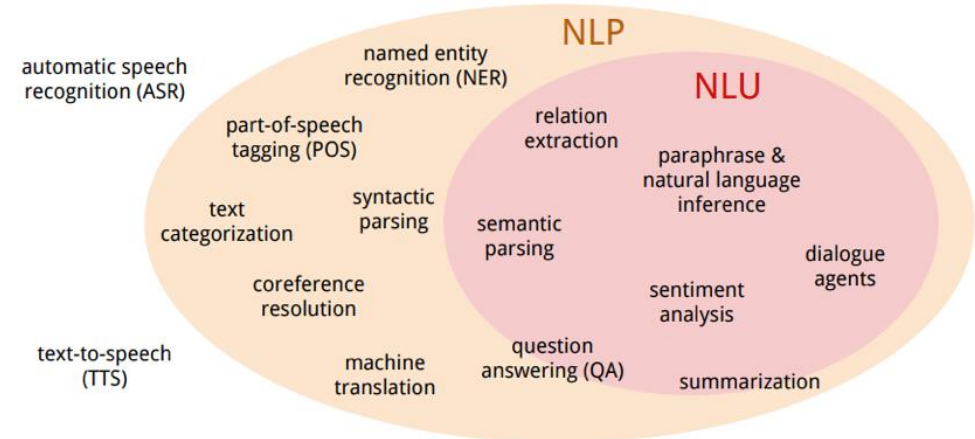 NLP
named entity
recognition (NER)
automatic speech
recognition (ASR)
NLU
relation
extraction
part-of-speech
tagging (POS)
paraphrase &
natural language
inference
syntactic
parsing
text
categorization
semantic
parsing
dialogue
agents
coreference
resolution
sentiment
analysis
text-to-speech
(TTS)
machine
translation
question
answering (QA)
summarization